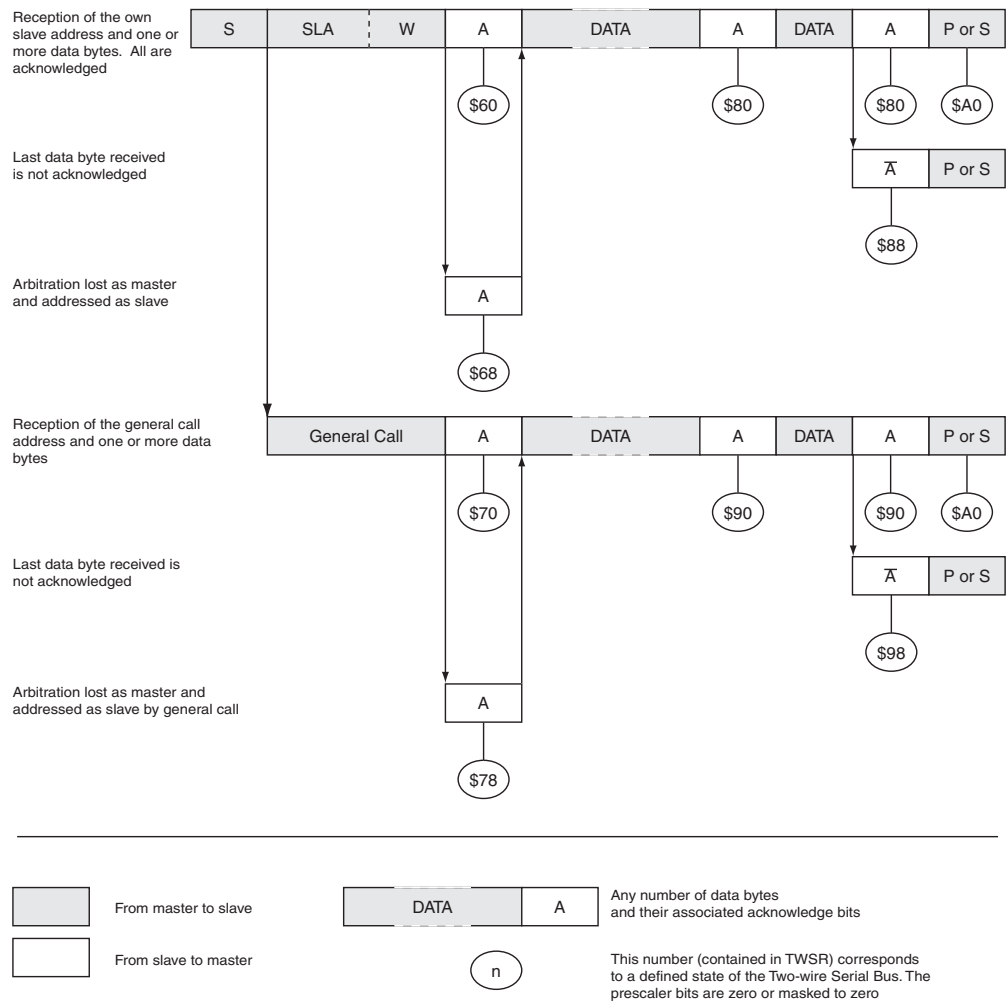 Reception of the own
slave address and one or
more data bytes. All are
acknowledged
S SLA W A DATA A DATA A P or S
$60 $80 $80 $A0
Last data byte received
is not acknowledged
A̅ P or S
$88
Arbitration lost as master
and addressed as slave
A
$68
Reception of the general call
address and one or more data
bytes
General Call A DATA A DATA A P or S
$70 $90 $90 $A0
Last data byte received is
not acknowledged
A̅ P or S
$98
Arbitration lost as master and
addressed as slave by general call
A
$78
From master to slave
DATA A
Any number of data bytes
and their associated acknowledge bits
From slave to master
n
This number (contained in TWSR) corresponds
to a defined state of the Two-wire Serial Bus. The
prescaler bits are zero or masked to zero